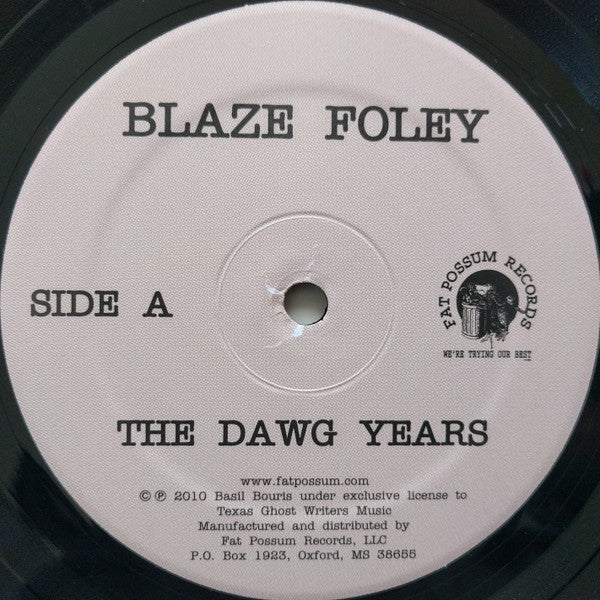 BLAZE FOLEY
SIDE A
FAT POSSUM RECORDS
WE'RE TRYING OUR BEST
THE DAWG YEARS
www.fatpossum.com
© ℗ 2010 Basil Bouris under exclusive license to
Texas Ghost Writers Music
Manufactured and distributed by
Fat Possum Records, LLC
P.O. Box 1923, Oxford, MS 38655